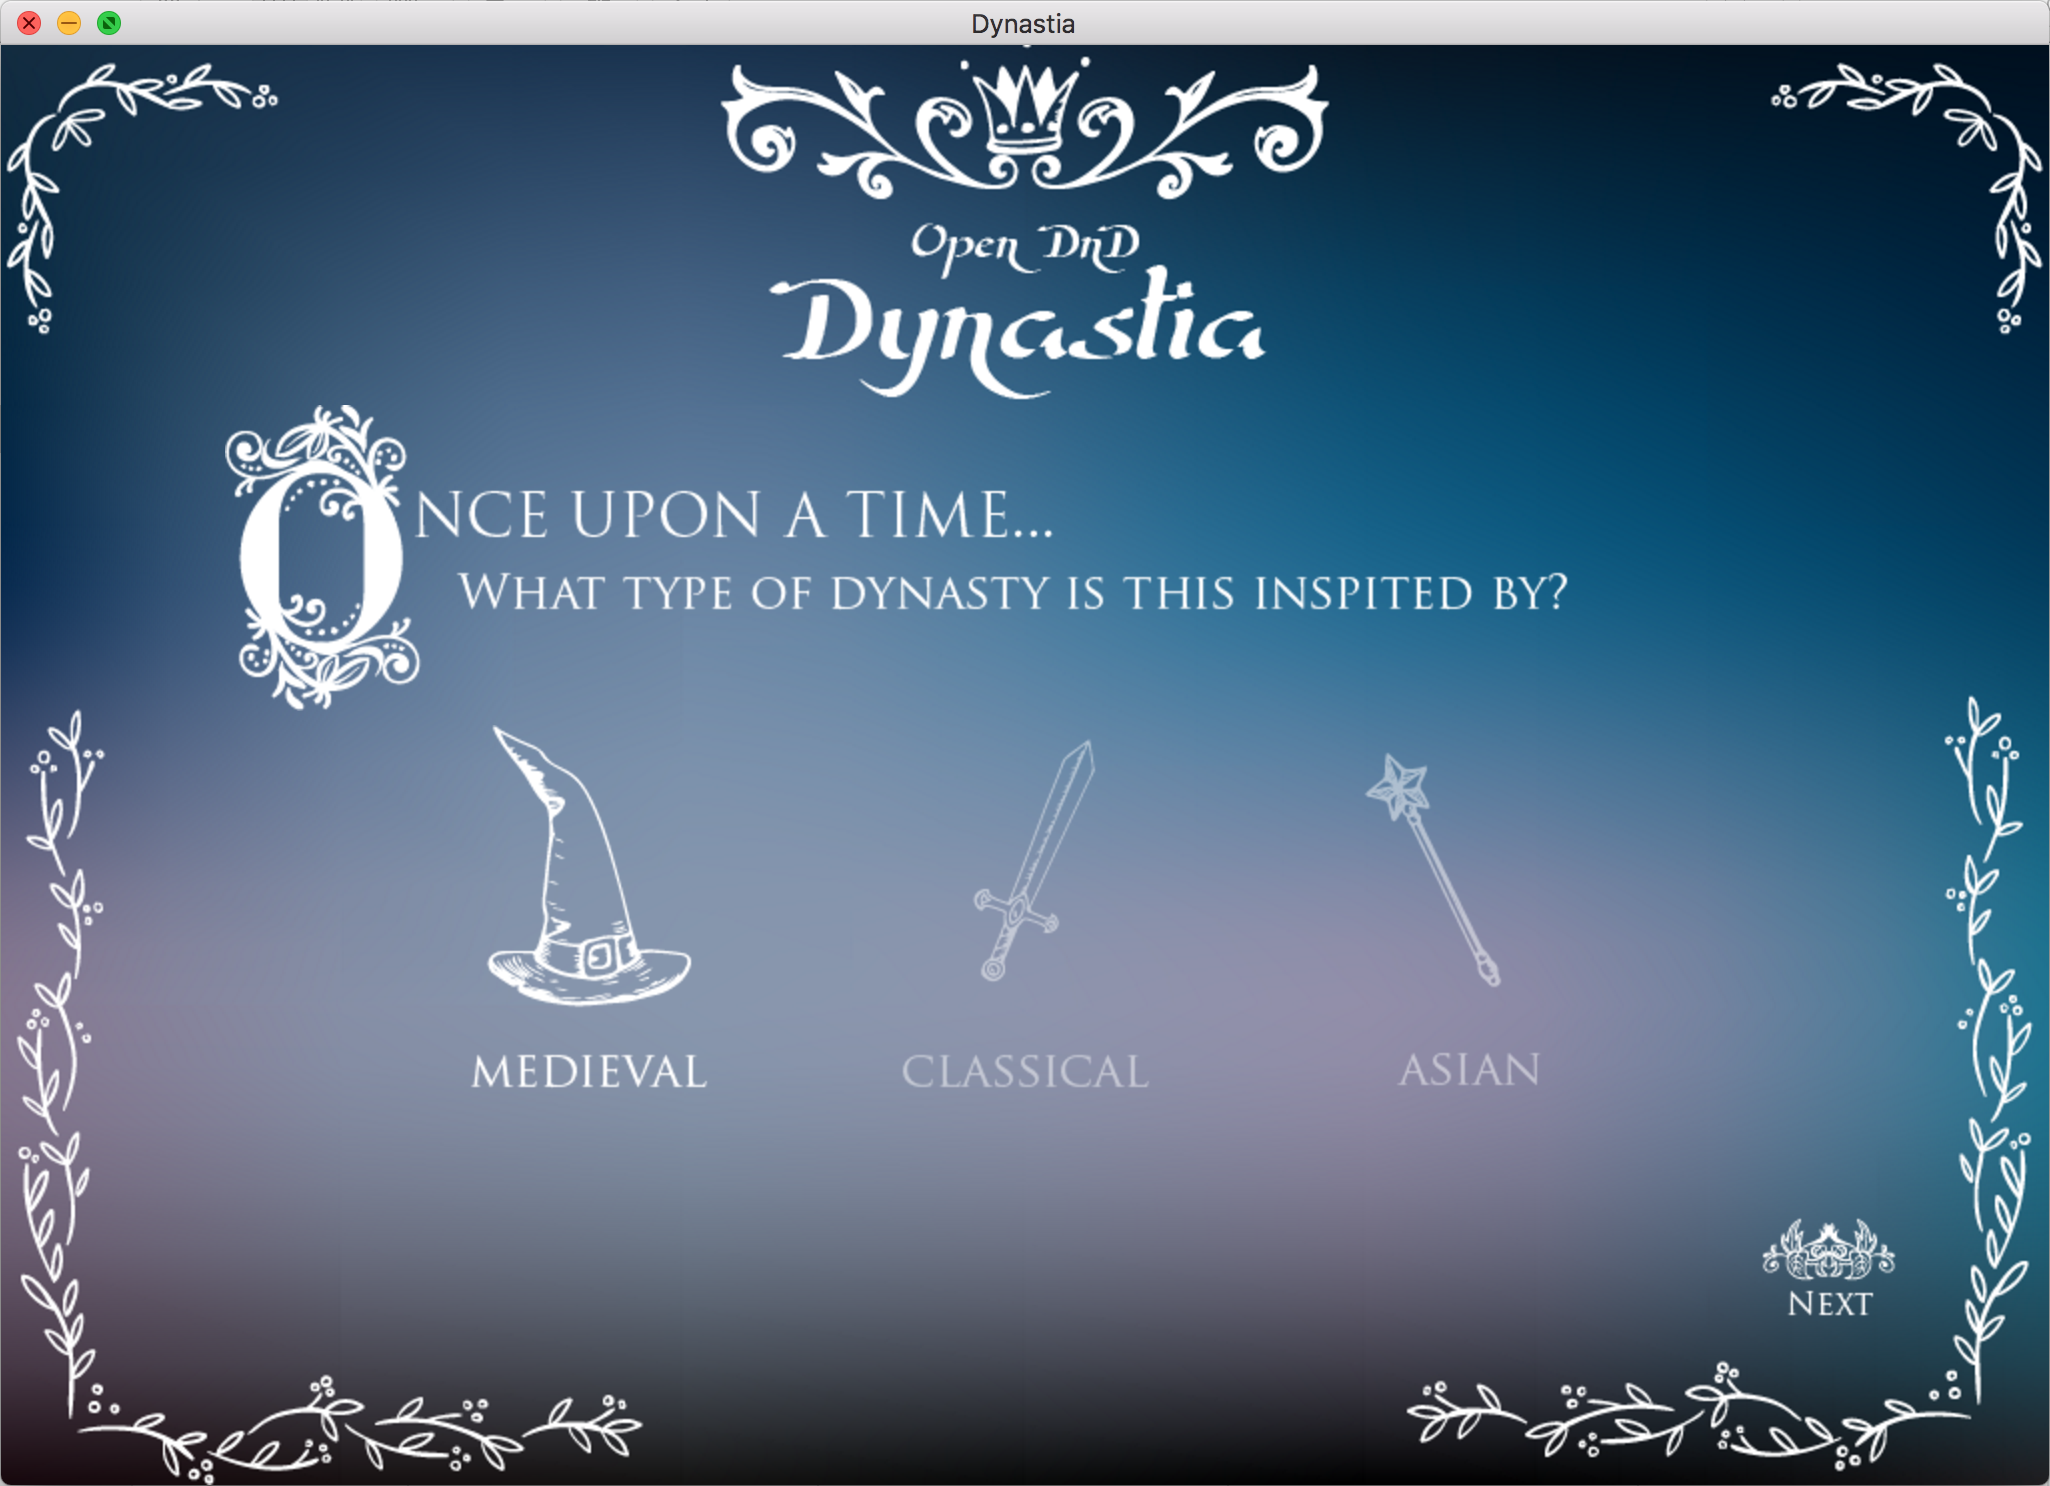 Dynastia
Open DnD
Dynastia
ONCE UPON A TIME...
WHAT TYPE OF DYNASTY IS THIS INSPITED BY?
MEDIEVAL
CLASSICAL
ASIAN
NEXT